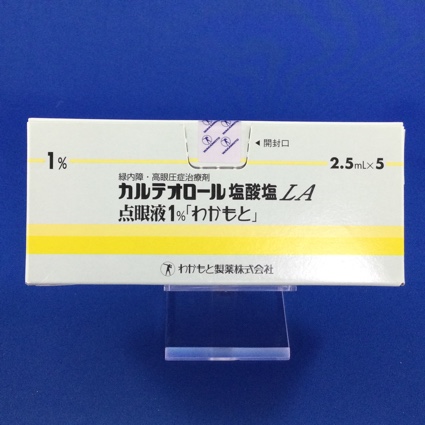 ◀ 開封口
1%
2.5mL×5
緑内障・高眼圧症治療剤
カルテオロール塩酸塩LA
点眼液1%「わかもと」
わかもと製薬株式会社